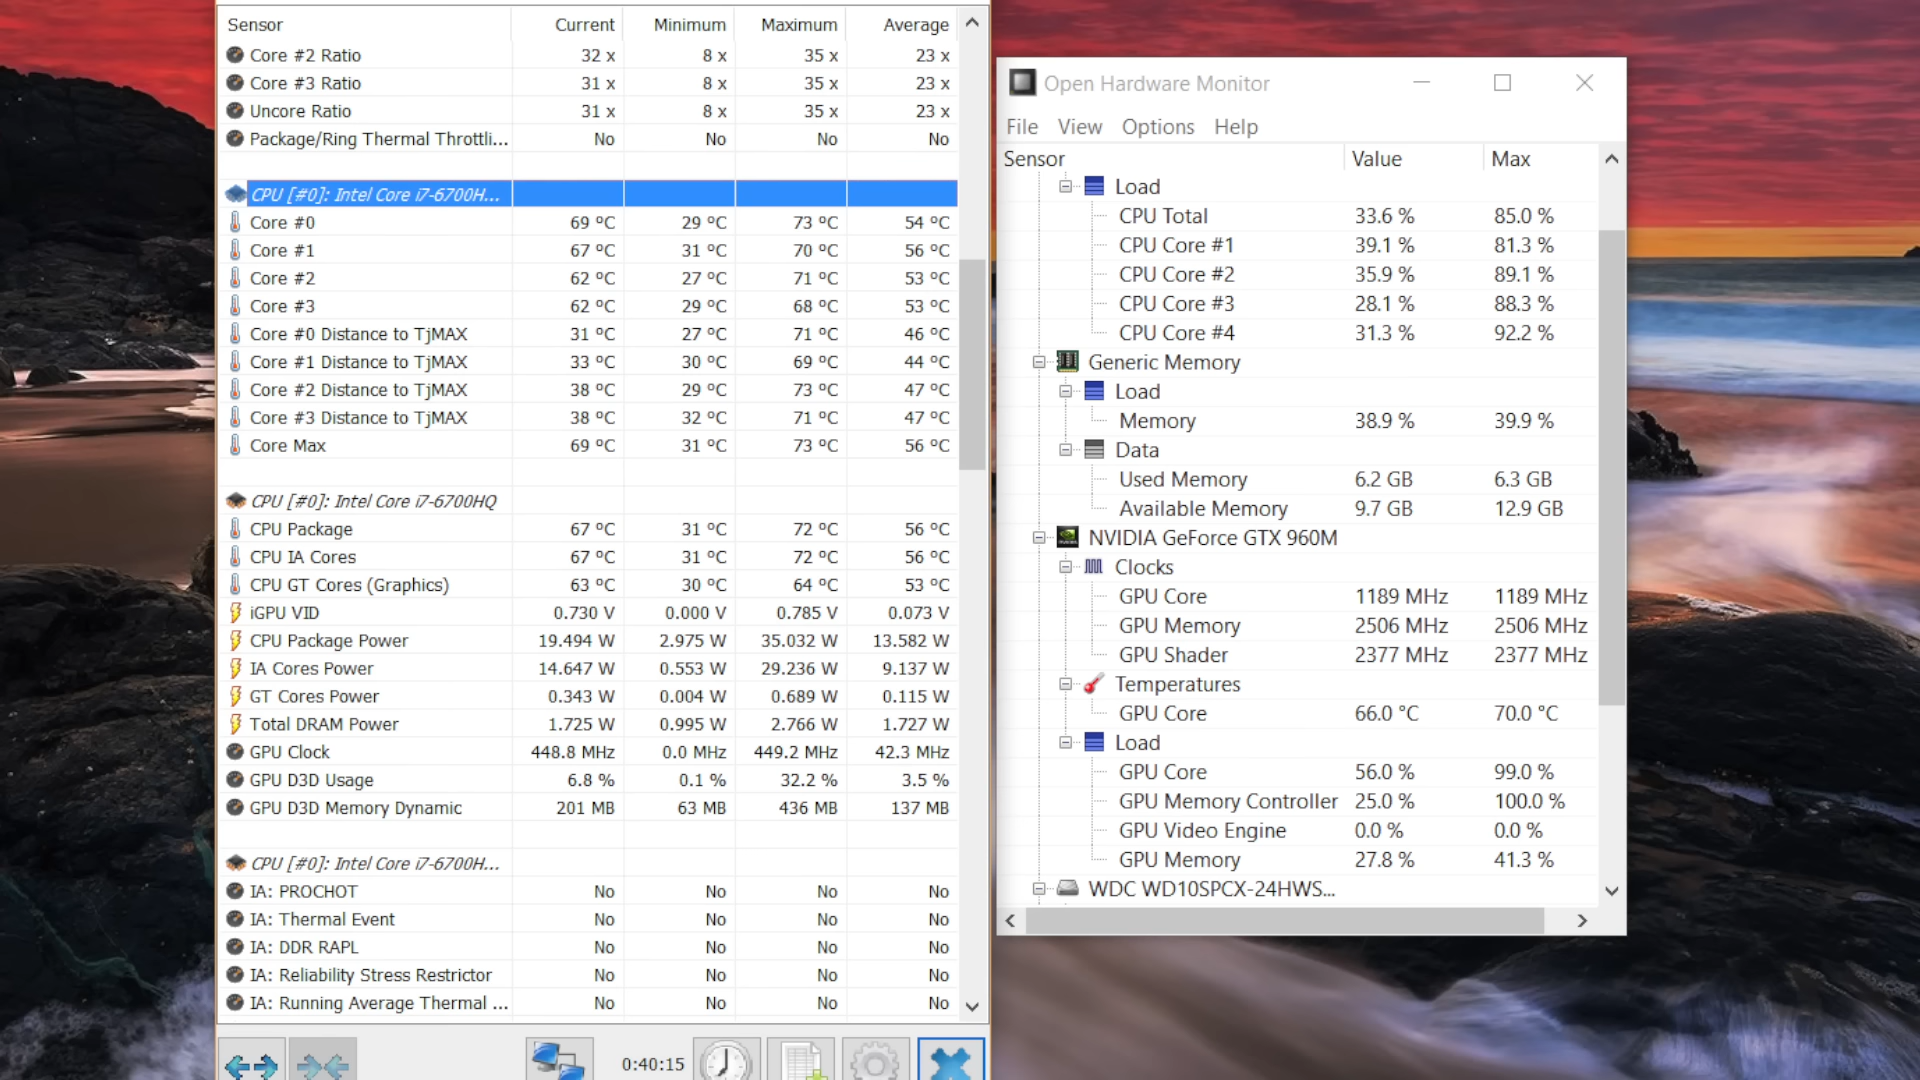 Sensor Current Minimum Maximum Average
Core #2 Ratio 32 x 8 x 35 x 23 x
Core #3 Ratio 31 x 8 x 35 x 23 x
Uncore Ratio 31 x 8 x 35 x 23 x
Package/Ring Thermal Throttli... No No No No
CPU [#0]: Intel Core i7-6700H...
Core #0 69 °C 29 °C 73 °C 54 °C
Core #1 67 °C 31 °C 70 °C 56 °C
Core #2 62 °C 27 °C 71 °C 53 °C
Core #3 62 °C 29 °C 68 °C 53 °C
Core #0 Distance to TjMAX 31 °C 27 °C 71 °C 46 °C
Core #1 Distance to TjMAX 33 °C 30 °C 69 °C 44 °C
Core #2 Distance to TjMAX 38 °C 29 °C 73 °C 47 °C
Core #3 Distance to TjMAX 38 °C 32 °C 71 °C 47 °C
Core Max 69 °C 31 °C 73 °C 56 °C
CPU [#0]: Intel Core i7-6700HQ
CPU Package 67 °C 31 °C 72 °C 56 °C
CPU IA Cores 67 °C 31 °C 72 °C 56 °C
CPU GT Cores (Graphics) 63 °C 30 °C 64 °C 53 °C
iGPU VID 0.730 V 0.000 V 0.785 V 0.073 V
CPU Package Power 19.494 W 2.975 W 35.032 W 13.582 W
IA Cores Power 14.647 W 0.553 W 29.236 W 9.137 W
GT Cores Power 0.343 W 0.004 W 0.689 W 0.115 W
Total DRAM Power 1.725 W 0.995 W 2.766 W 1.727 W
GPU Clock 448.8 MHz 0.0 MHz 449.2 MHz 42.3 MHz
GPU D3D Usage 6.8 % 0.1 % 32.2 % 3.5 %
GPU D3D Memory Dynamic 201 MB 63 MB 436 MB 137 MB
CPU [#0]: Intel Core i7-6700H...
IA: PROCHOT No No No No
IA: Thermal Event No No No No
IA: DDR RAPL No No No No
IA: Reliability Stress Restrictor No No No No
IA: Running Average Thermal ... No No No No
0:40:15
Open Hardware Monitor
File View Options Help
Sensor Value Max
Load
CPU Total 33.6 % 85.0 %
CPU Core #1 39.1 % 81.3 %
CPU Core #2 35.9 % 89.1 %
CPU Core #3 28.1 % 88.3 %
CPU Core #4 31.3 % 92.2 %
Generic Memory
Load
Memory 38.9 % 39.9 %
Data
Used Memory 6.2 GB 6.3 GB
Available Memory 9.7 GB 12.9 GB
NVIDIA GeForce GTX 960M
Clocks
GPU Core 1189 MHz 1189 MHz
GPU Memory 2506 MHz 2506 MHz
GPU Shader 2377 MHz 2377 MHz
Temperatures
GPU Core 66.0 °C 70.0 °C
Load
GPU Core 56.0 % 99.0 %
GPU Memory Controller 25.0 % 100.0 %
GPU Video Engine 0.0 % 0.0 %
GPU Memory 27.8 % 41.3 %
WDC WD10SPCX-24HWS...